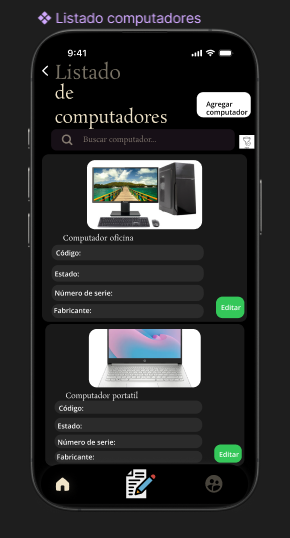 Listado computadores
9:41
Listado
de
computadores
Agregar
computador
Buscar computador...
Computador oficina
Código:
Estado:
Número de serie:
Editar
Fabricante:
Computador portatil
Código:
Estado:
Número de serie:
Editar
Fabricante: